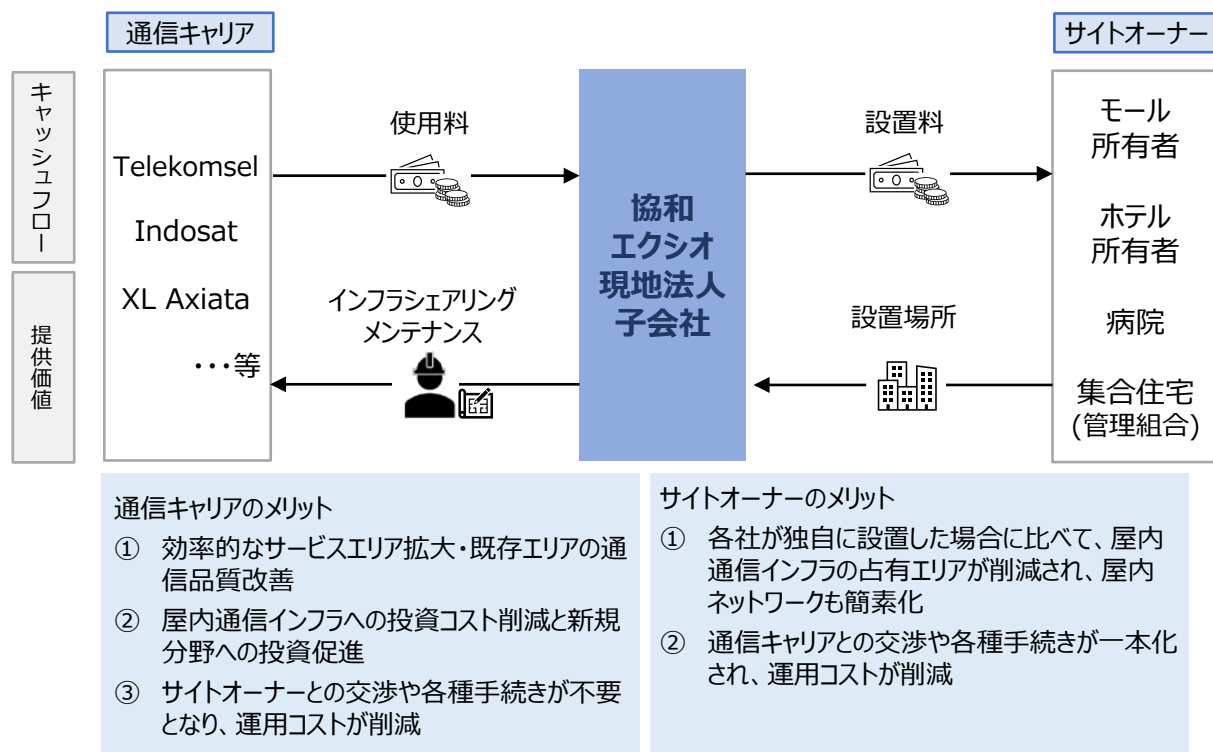 通信キャリア
サイトオーナー
キャッシュフロー
提供価値
Telekomsel
Indosat
XL Axiata
・・・等
使用料
インフラシェアリング
メンテナンス
協和
エクシオ
現地法人
子会社
設置料
設置場所
モール
所有者
ホテル
所有者
病院
集合住宅
(管理組合)
通信キャリアのメリット
① 効率的なサービスエリア拡大・既存エリアの通
信品質改善
② 屋内通信インフラへの投資コスト削減と新規
分野への投資促進
③ サイトオーナーとの交渉や各種手続きが不要
となり、運用コストが削減
サイトオーナーのメリット
① 各社が独自に設置した場合に比べて、屋内
通信インフラの占有エリアが削減され、屋内
ネットワークも簡素化
② 通信キャリアとの交渉や各種手続きが一本化
され、運用コストが削減